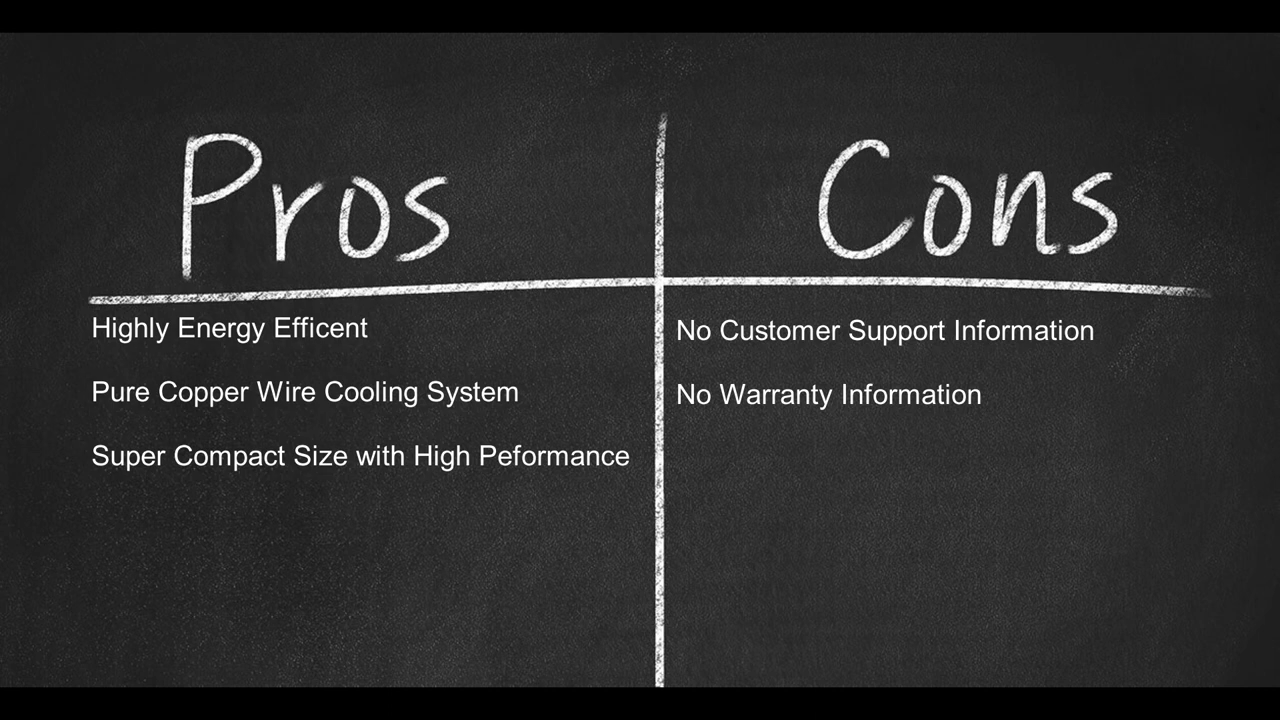 Pros
Cons
Highly Energy Efficent
Pure Copper Wire Cooling System
Super Compact Size with High Peformance
No Customer Support Information
No Warranty Information